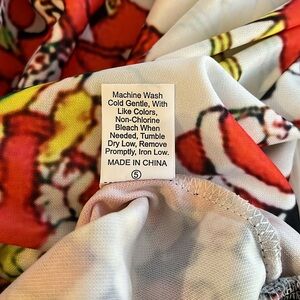 Machine Wash
Cold Gentle, With
Like Colors,
Non-Chlorine
Bleach When
Needed, Tumble
Dry Low, Remove
Promptly, Iron Low.
MADE IN CHINA
5